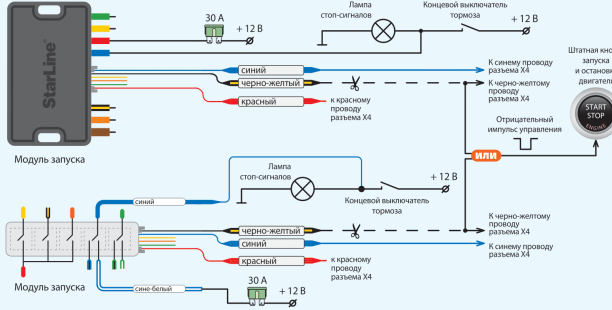 30 А
+ 12 В
Лампа
стоп-сигналов
Концевой выключатель
тормоза
+ 12 В
StarLine®
синий
черно-желтый
красный
к красному
проводу
разъема Х4
К синему проводу
разъема Х4
К черно-желтому
проводу
разъема Х4
Штатная кно
запуска
и остановк
двигател
START
STOP
ENGINE
Отрицательный
импульс управления
ИЛИ
Модуль запуска
Лампа
стоп-сигналов
+ 12 В
Концевой выключатель
тормоза
синий
черно-желтый
синий
красный
к красному
проводу
разъема Х4
К черно-желтому
проводу
разъема Х4
К синему проводу
разъема Х4
Модуль запуска
сине-белый
30 А
+ 12 В